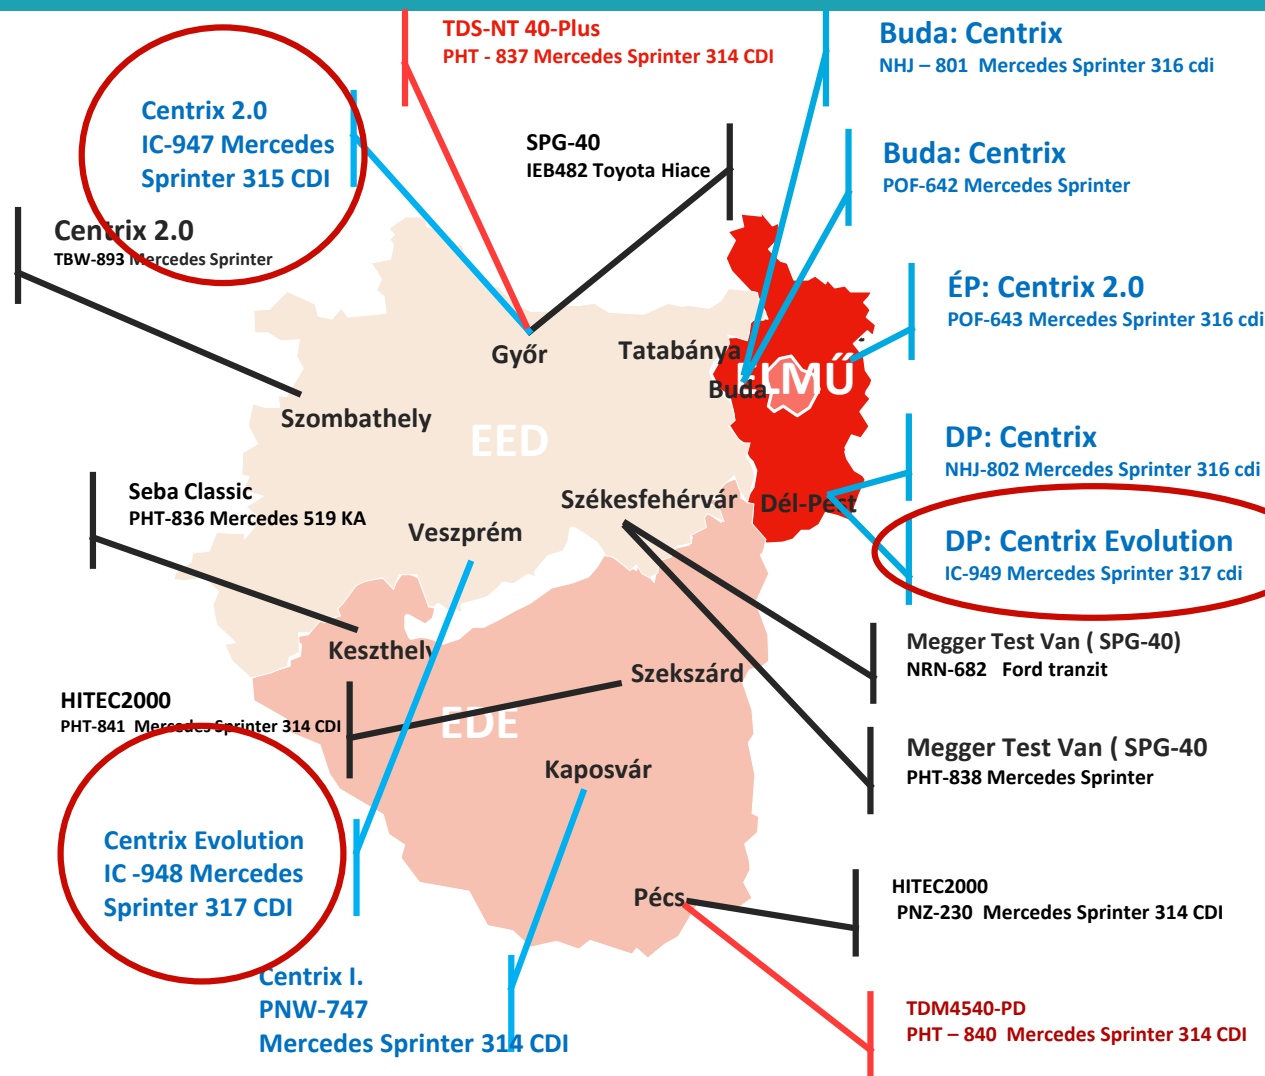 TDS-NT 40-Plus
PHT - 837 Mercedes Sprinter 314 CDI
Buda: Centrix
NHJ – 801 Mercedes Sprinter 316 cdi
Centrix 2.0
IC-947 Mercedes
Sprinter 315 CDI
SPG-40
IEB482 Toyota Hiace
Buda: Centrix
POF-642 Mercedes Sprinter
Centrix 2.0
TBW-893 Mercedes Sprinter
ÉP: Centrix 2.0
POF-643 Mercedes Sprinter 316 cdi
Győr
Tatabánya
Buda
ELMŰ
Szombathely
EED
DP: Centrix
NHJ-802 Mercedes Sprinter 316 cdi
Seba Classic
PHT-836 Mercedes 519 KA
Székesfehérvár
Dél-Pest
Veszprém
DP: Centrix Evolution
IC-949 Mercedes Sprinter 317 cdi
Keszthely
Megger Test Van ( SPG-40)
NRN-682 Ford tranzit
Szekszárd
HITEC2000
PHT-841 Mercedes Sprinter 314 CDI
EDE
Megger Test Van ( SPG-40
PHT-838 Mercedes Sprinter
Kaposvár
Centrix Evolution
IC -948 Mercedes
Sprinter 317 CDI
Pécs
HITEC2000
PNZ-230 Mercedes Sprinter 314 CDI
Centrix I.
PNW-747
Mercedes Sprinter 314 CDI
TDM4540-PD
PHT – 840 Mercedes Sprinter 314 CDI